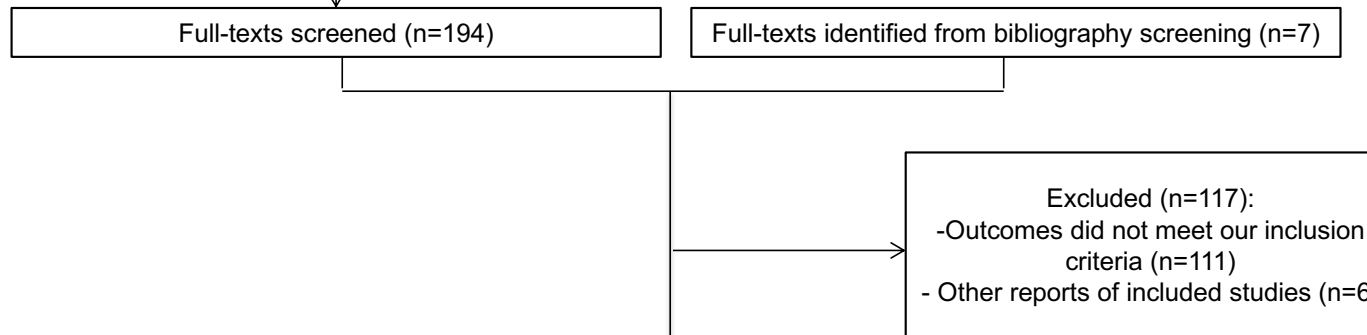 Full-texts screened (n=194)
Full-texts identified from bibliography screening (n=7)
Excluded (n=117):
-Outcomes did not meet our inclusion
criteria (n=111)
- Other reports of included studies (n=6